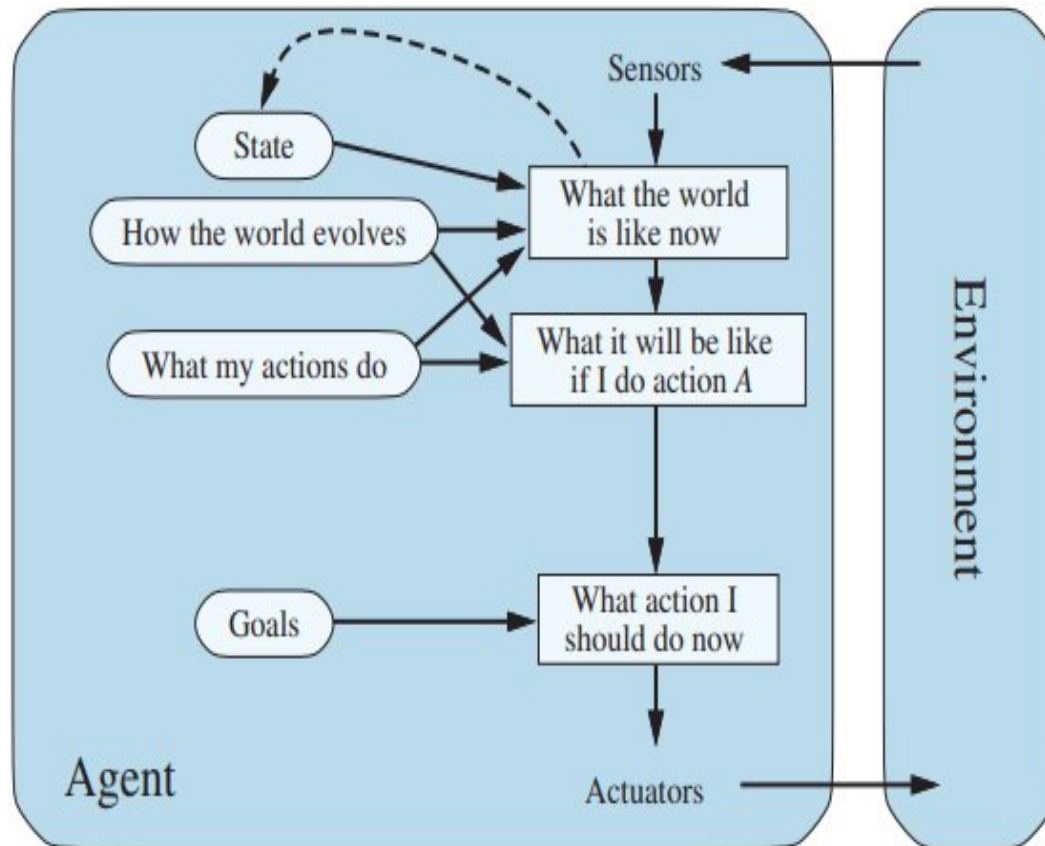 Sensors
State
What the world
is like now
How the world evolves
What it will be like
if I do action A
What my actions do
Goals
What action I
should do now
Agent
Actuators
Environment